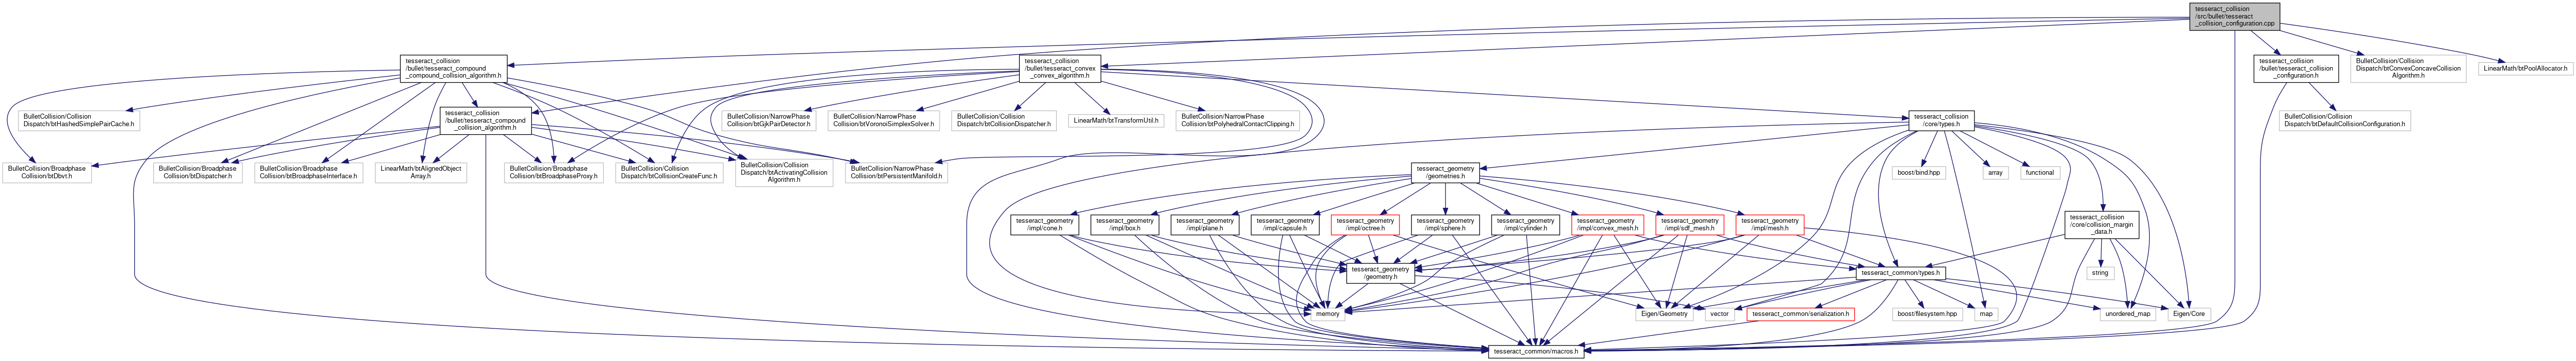 tesseract_collision
/src/bullet/tesseract
_collision_configuration.cpp
tesseract_collision
/bullet/tesseract_compound
_compound_collision_algorithm.h
tesseract_collision
/bullet/tesseract_convex
_convex_algorithm.h
tesseract_collision
/bullet/tesseract_collision
_configuration.h
BulletCollision/Collision
Dispatch/btConvexConcaveCollision
Algorithm.h
LinearMath/btPoolAllocator.h
BulletCollision/Collision
Dispatch/btHashedSimplePairCache.h
tesseract_collision
/bullet/tesseract_compound
_collision_algorithm.h
BulletCollision/NarrowPhase
Collision/btGjkPairDetector.h
BulletCollision/NarrowPhase
Collision/btVoronoiSimplexSolver.h
BulletCollision/Collision
Dispatch/btCollisionDispatcher.h
LinearMath/btTransformUtil.h
BulletCollision/NarrowPhase
Collision/btPolyhedralContactClipping.h
tesseract_collision
/core/types.h
BulletCollision/Collision
Dispatch/btDefaultCollisionConfiguration.h
BulletCollision/Broadphase
Collision/btDbvt.h
BulletCollision/Broadphase
Collision/btDispatcher.h
BulletCollision/Broadphase
Collision/btBroadphaseInterface.h
LinearMath/btAlignedObject
Array.h
BulletCollision/Broadphase
Collision/btBroadphaseProxy.h
BulletCollision/Collision
Dispatch/btCollisionCreateFunc.h
BulletCollision/Collision
Dispatch/btActivatingCollision
Algorithm.h
BulletCollision/NarrowPhase
Collision/btPersistentManifold.h
tesseract_geometry
/geometries.h
boost/bind.hpp
array
functional
tesseract_geometry
/impl/cone.h
tesseract_geometry
/impl/box.h
tesseract_geometry
/impl/plane.h
tesseract_geometry
/impl/capsule.h
tesseract_geometry
/impl/octree.h
tesseract_geometry
/impl/sphere.h
tesseract_geometry
/impl/cylinder.h
tesseract_geometry
/impl/convex_mesh.h
tesseract_geometry
/impl/sdf_mesh.h
tesseract_geometry
/impl/mesh.h
tesseract_collision
/core/collision_margin
_data.h
tesseract_geometry
/geometry.h
tesseract_common/types.h
string
memory
Eigen/Geometry
vector
tesseract_common/serialization.h
boost/filesystem.hpp
map
unordered_map
Eigen/Core
tesseract_common/macros.h